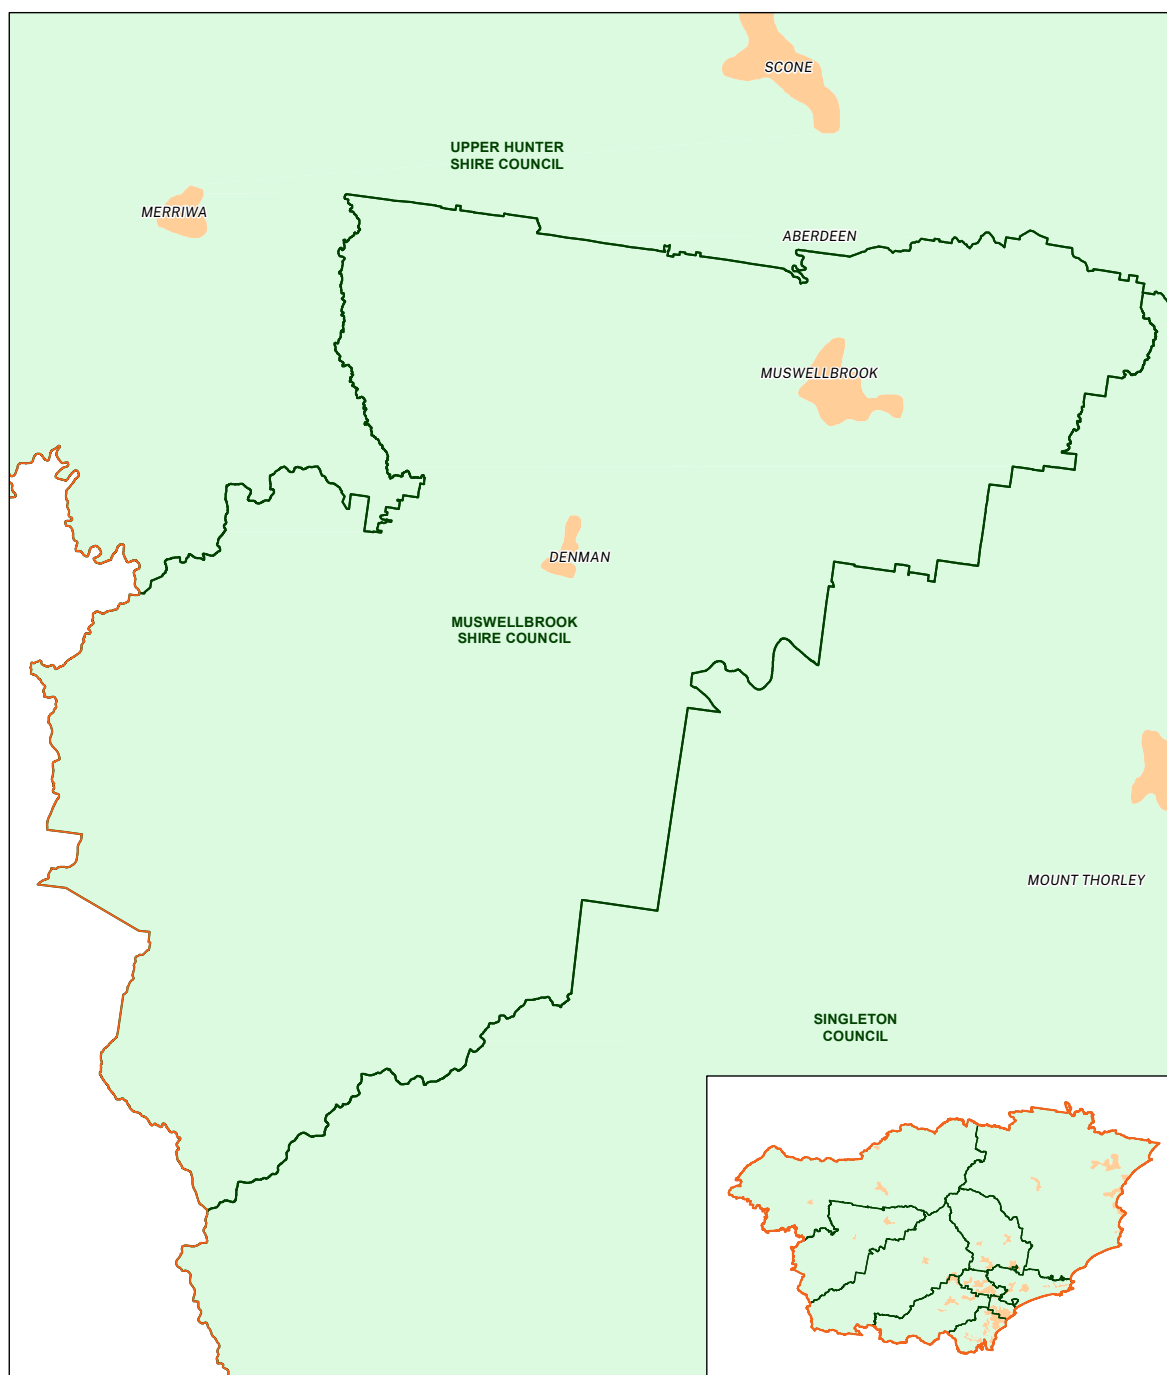 SCONE
UPPER HUNTER
SHIRE COUNCIL
MERRIWA
ABERDEEN
MUSWELLBROOK
DENMAN
MUSWELLBROOK
SHIRE COUNCIL
MOUNT THORLEY
SINGLETON
COUNCIL